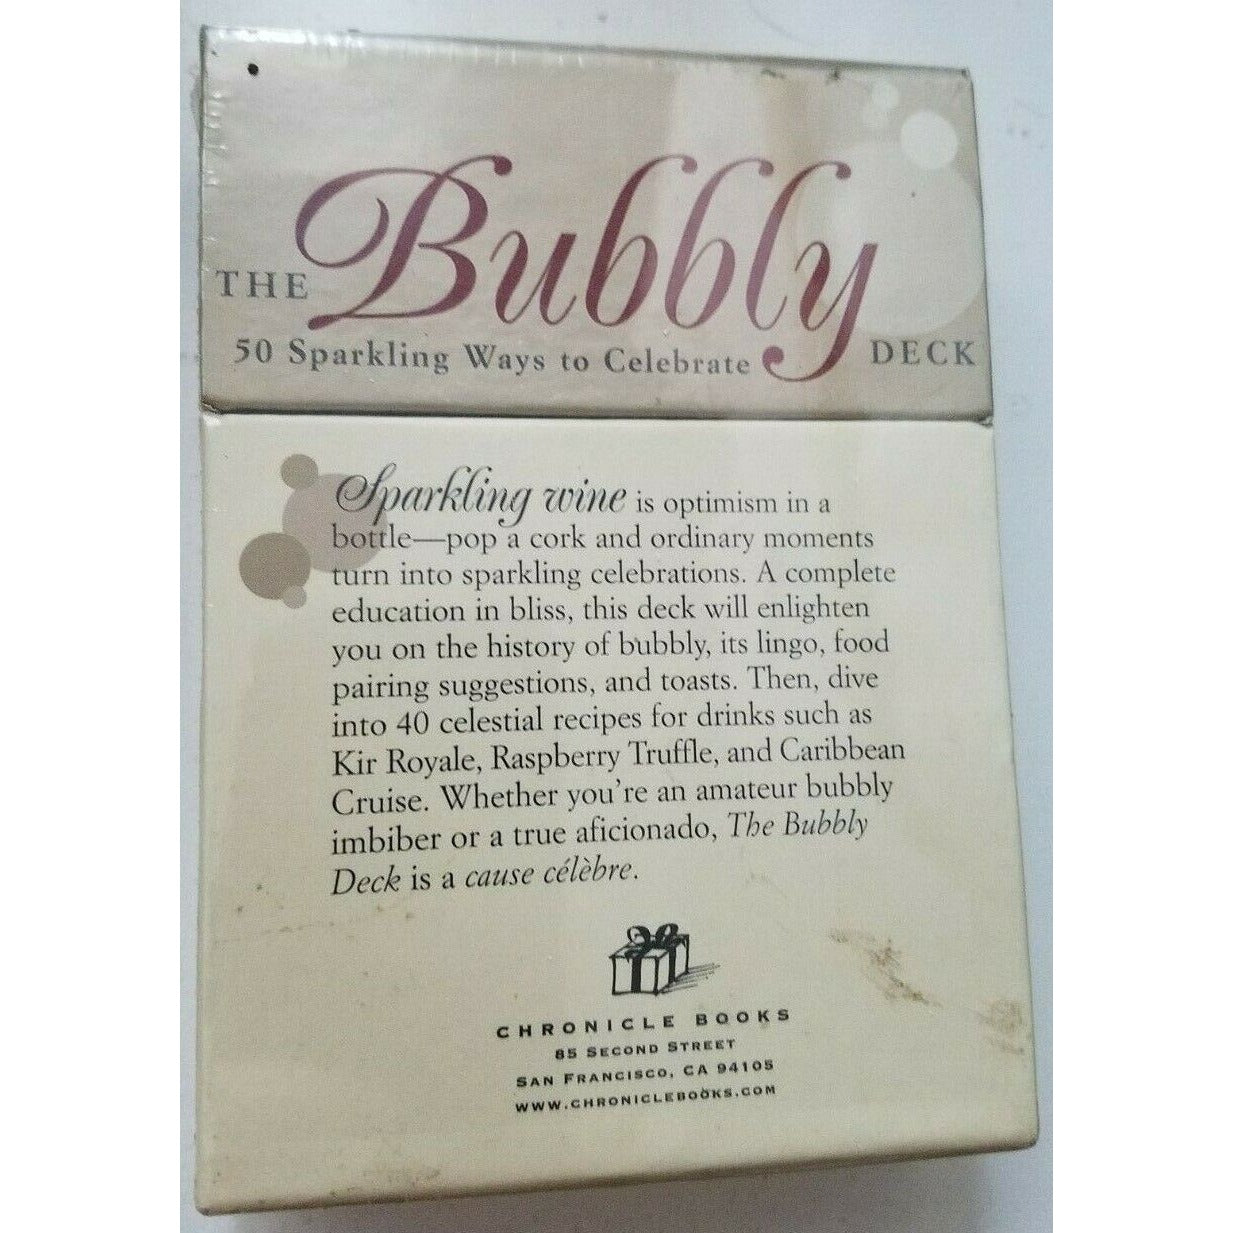 THE Bubbly DECK
50 Sparkling Ways to Celebrate
Sparkling wine is optimism in a
bottle—pop a cork and ordinary moments
turn into sparkling celebrations. A complete
education in bliss, this deck will enlighten
you on the history of bubbly, its lingo, food
pairing suggestions, and toasts. Then, dive
into 40 celestial recipes for drinks such as
Kir Royale, Raspberry Truffle, and Caribbean
Cruise. Whether you're an amateur bubbly
imbiber or a true aficionado, The Bubbly
Deck is a cause célèbre.
CHRONICLE BOOKS
85 SECOND STREET
SAN FRANCISCO, CA 94105
WWW.CHRONICLEBOOKS.COM